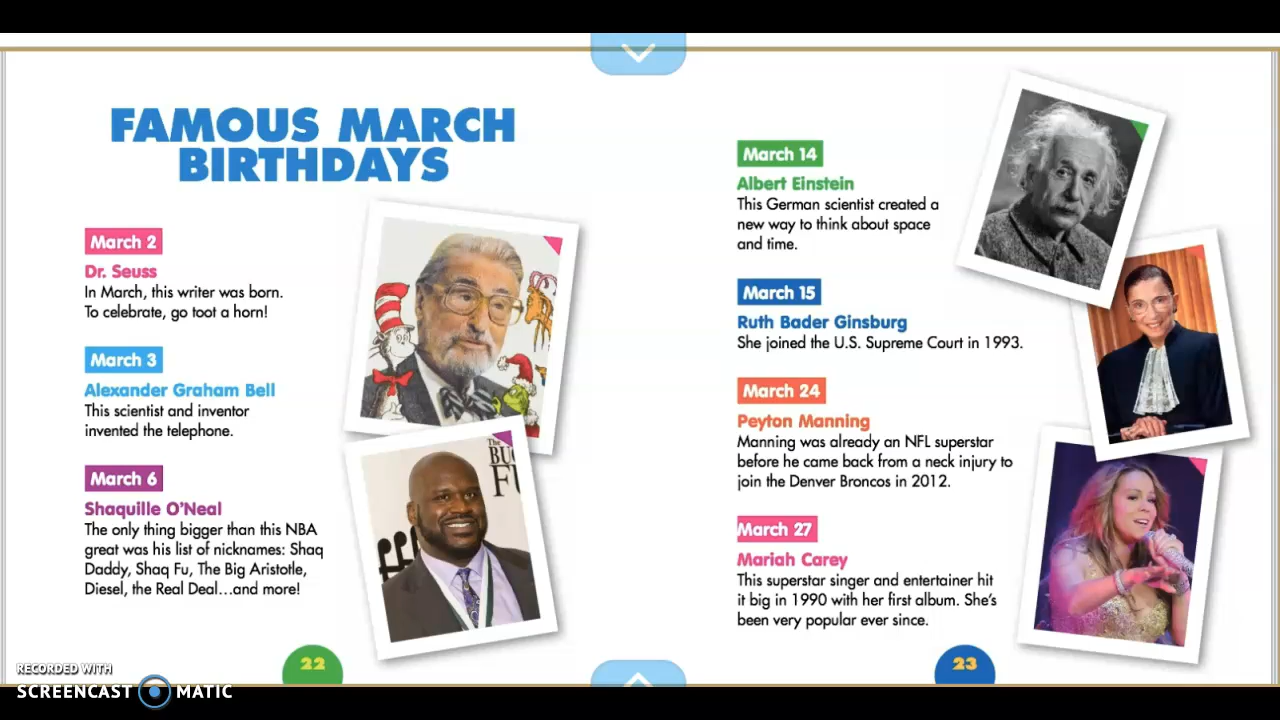 FAMOUS MARCH
BIRTHDAYS
March 2
Dr. Seuss
In March, this writer was born.
To celebrate, go toot a horn!
March 3
Alexander Graham Bell
This scientist and inventor
invented the telephone.
March 6
Shaquille O'Neal
The only thing bigger than this NBA
great was his list of nicknames: Shaq
Daddy, Shaq Fu, The Big Aristotle,
Diesel, the Real Deal...and more!
The
BU
F
22
March 14
Albert Einstein
This German scientist created a
new way to think about space
and time.
March 15
Ruth Bader Ginsburg
She joined the U.S. Supreme Court in 1993.
March 24
Peyton Manning
Manning was already an NFL superstar
before he came back from a neck injury to
join the Denver Broncos in 2012.
March 27
Mariah Carey
This superstar singer and entertainer hit
it big in 1990 with her first album. She's
been very popular ever since.
23
RECORDED WITH
SCREENCAST MATIC